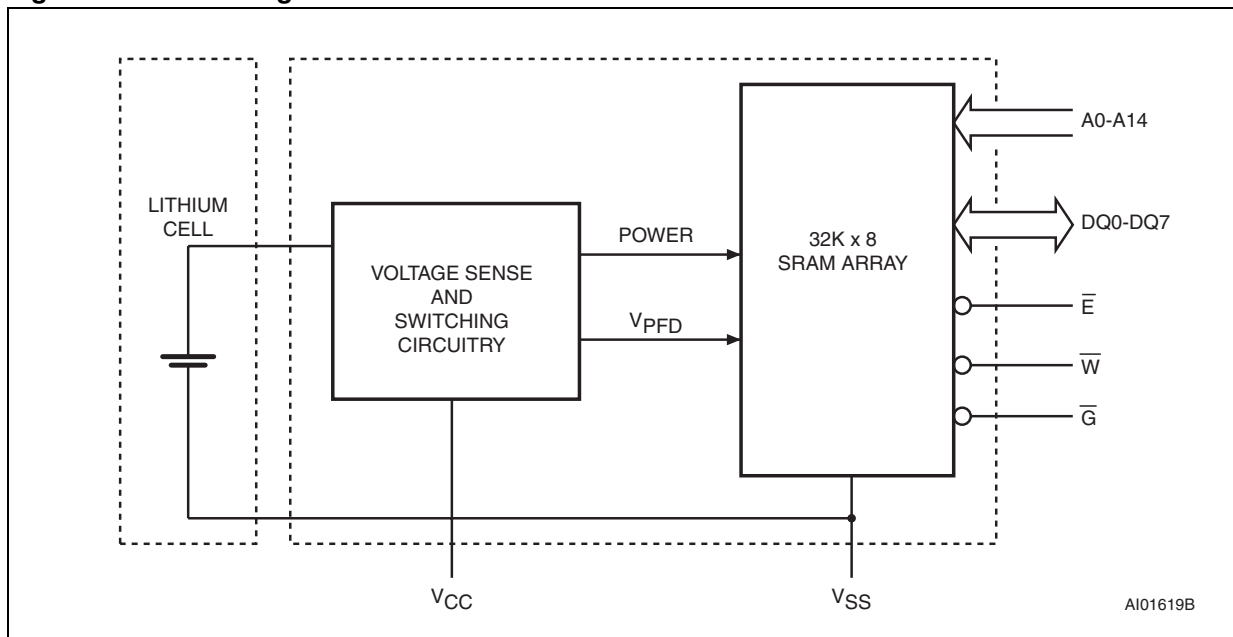 LITHIUM
CELL
VOLTAGE SENSE
AND
SWITCHING
CIRCUITRY
POWER
VPFD
32K x 8
SRAM ARRAY
A0-A14
DQ0-DQ7
E̅
W̅
G̅
VCC
VSS
AI01619B